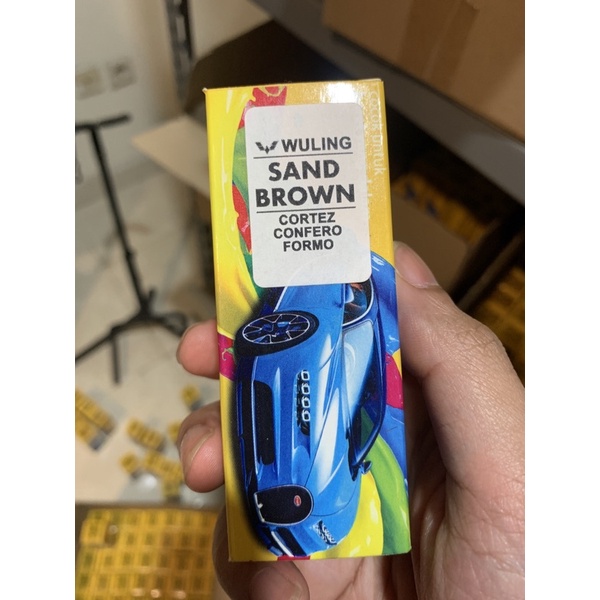 WULING
SAND
BROWN
CORTEZ
CONFERO
FORMO